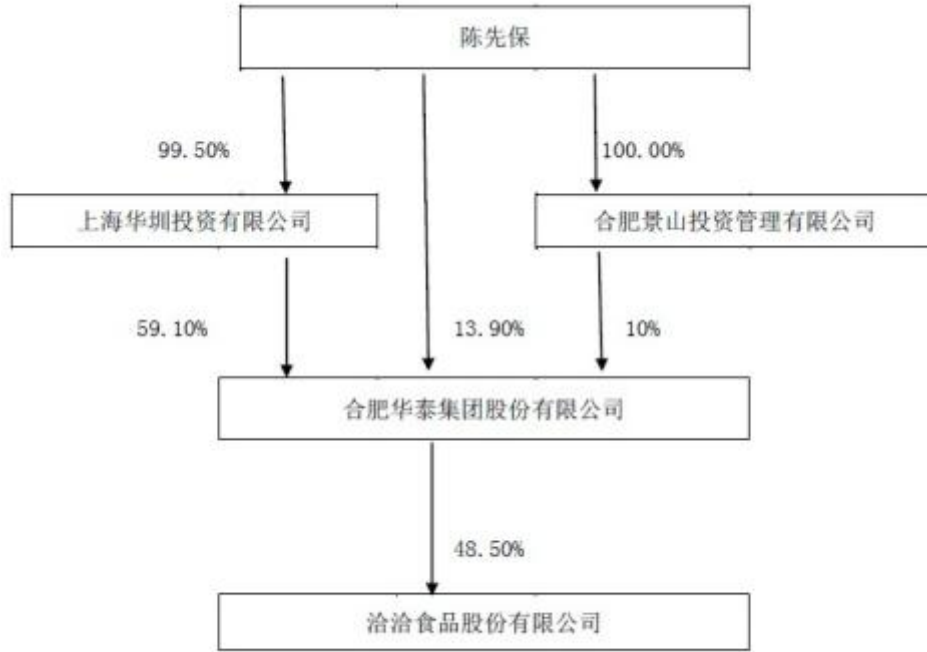 陈先保
99.50%
100.00%
上海华圳投资有限公司
合肥景山投资管理有限公司
59.10%
13.90%
10%
合肥华泰集团股份有限公司
48.50%
洽洽食品股份有限公司